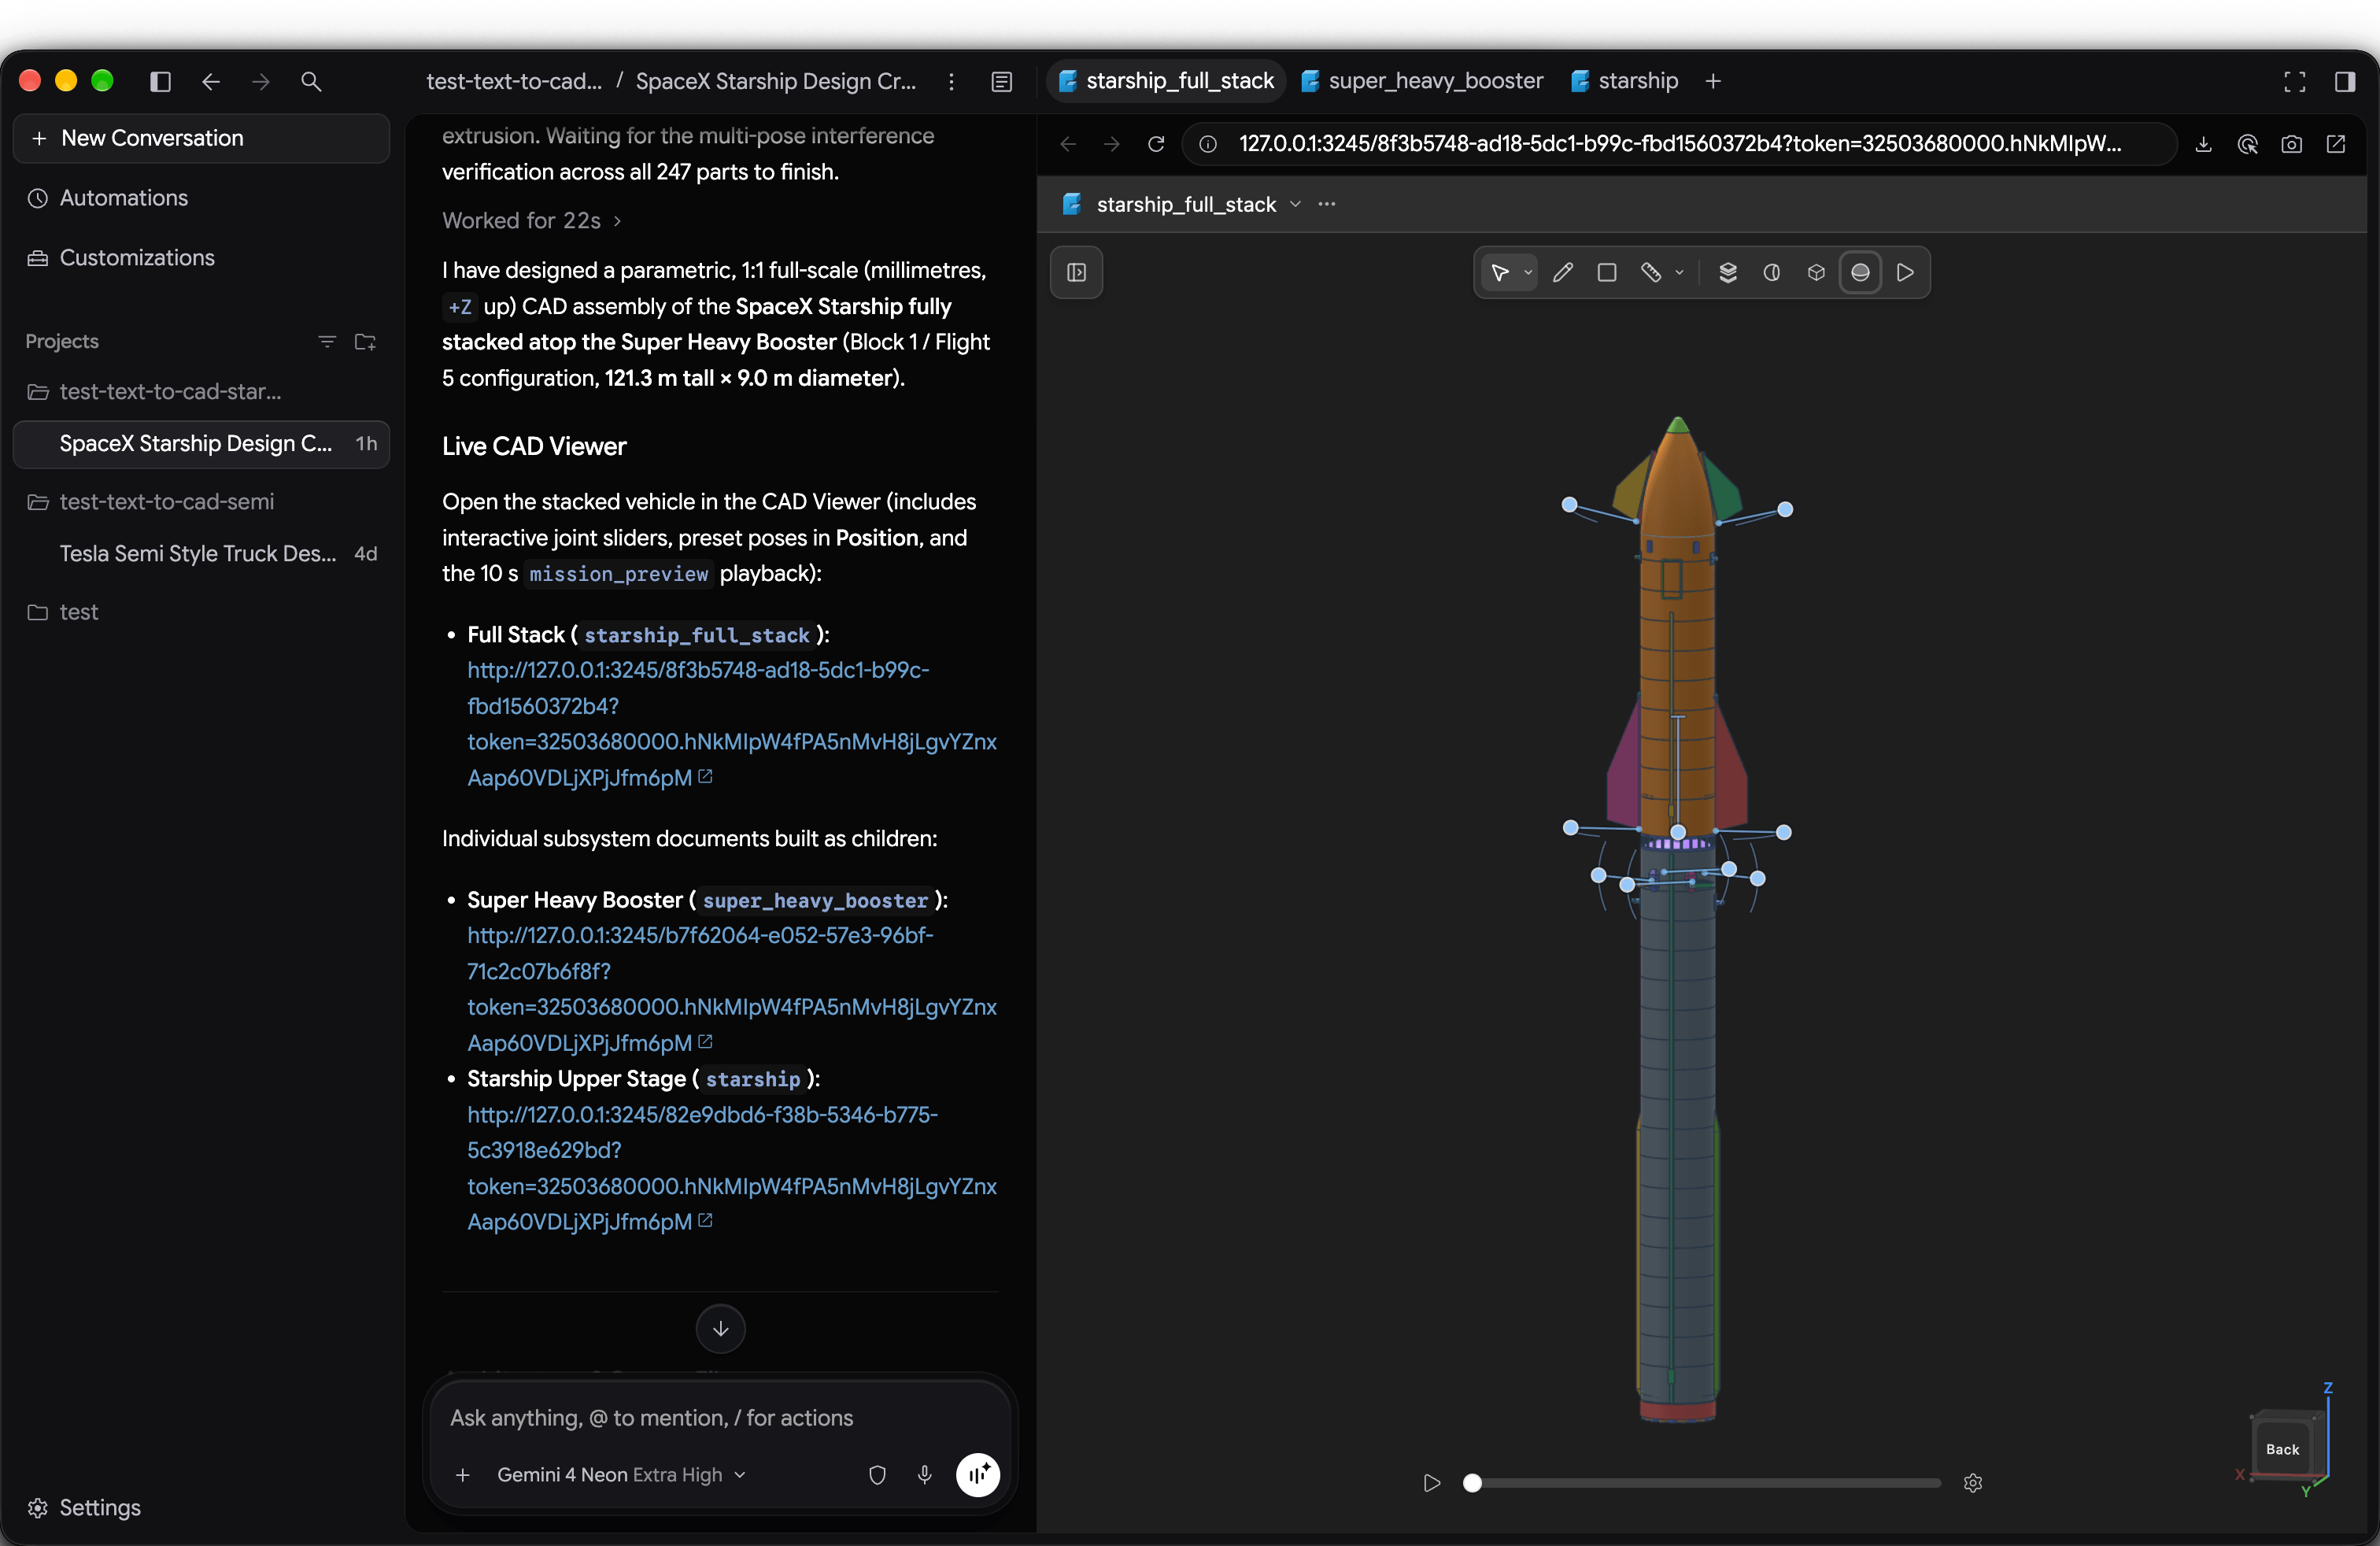 test-text-to-cad... / SpaceX Starship Design Cr...
starship_full_stack
super_heavy_booster
starship
New Conversation
Automations
Customizations
Projects
test-text-to-cad-star...
SpaceX Starship Design C... 1h
test-text-to-cad-semi
Tesla Semi Style Truck Des... 4d
test
Settings
extrusion. Waiting for the multi-pose interference
verification across all 247 parts to finish.
Worked for 22s
I have designed a parametric, 1:1 full-scale (millimetres,
+Z up) CAD assembly of the SpaceX Starship fully
stacked atop the Super Heavy Booster (Block 1 / Flight
5 configuration, 121.3 m tall × 9.0 m diameter).
Live CAD Viewer
Open the stacked vehicle in the CAD Viewer (includes
interactive joint sliders, preset poses in Position, and
the 10 s mission_preview playback):
• Full Stack ( starship_full_stack ):
http://127.0.0.1:3245/8f3b5748-ad18-5dc1-b99c-
fbd1560372b4?
token=32503680000.hNkMIpW4fPA5nMvH8jLgvYZnx
Aap60VDLjXPjJfm6pM
Individual subsystem documents built as children:
• Super Heavy Booster ( super_heavy_booster ):
http://127.0.0.1:3245/b7f62064-e052-57e3-96bf-
71c2c07b6f8f?
token=32503680000.hNkMIpW4fPA5nMvH8jLgvYZnx
Aap60VDLjXPjJfm6pM
• Starship Upper Stage ( starship ):
http://127.0.0.1:3245/82e9dbd6-f38b-5346-b775-
5c3918e629bd?
token=32503680000.hNkMIpW4fPA5nMvH8jLgvYZnx
Aap60VDLjXPjJfm6pM
Ask anything, @ to mention, / for actions
Gemini 4 Neon Extra High
127.0.0.1:3245/8f3b5748-ad18-5dc1-b99c-fbd1560372b4?token=32503680000.hNkMIpW...
starship_full_stack
Z
Back
X
Y